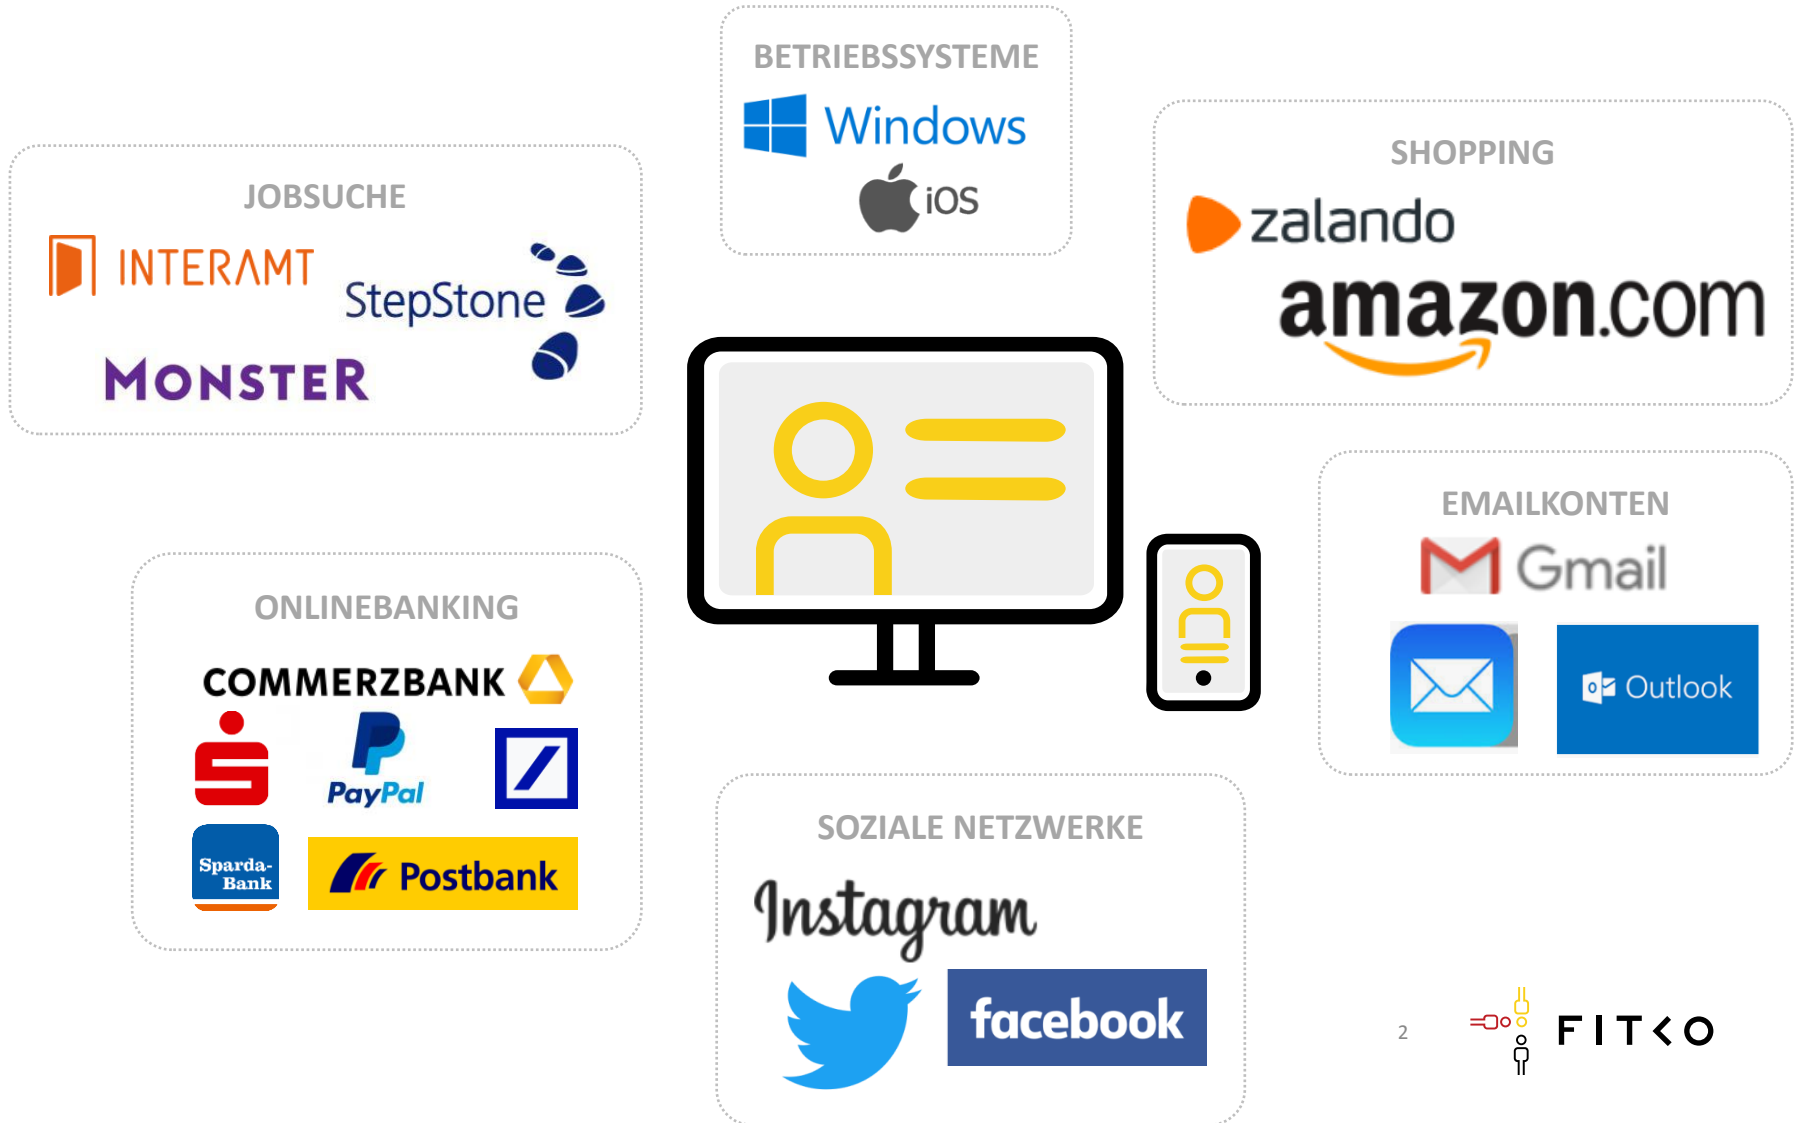 BETRIEBSSYSTEME
Windows
iOS
JOBSUCHE
INTERAMT
StepStone
MONSTER
SHOPPING
zalando
amazon.com
EMAILKONTEN
Gmail
Outlook
ONLINEBANKING
COMMERZBANK
PayPal
Sparda-
Bank
Postbank
SOZIALE NETZWERKE
Instagram
facebook
2
FITKO